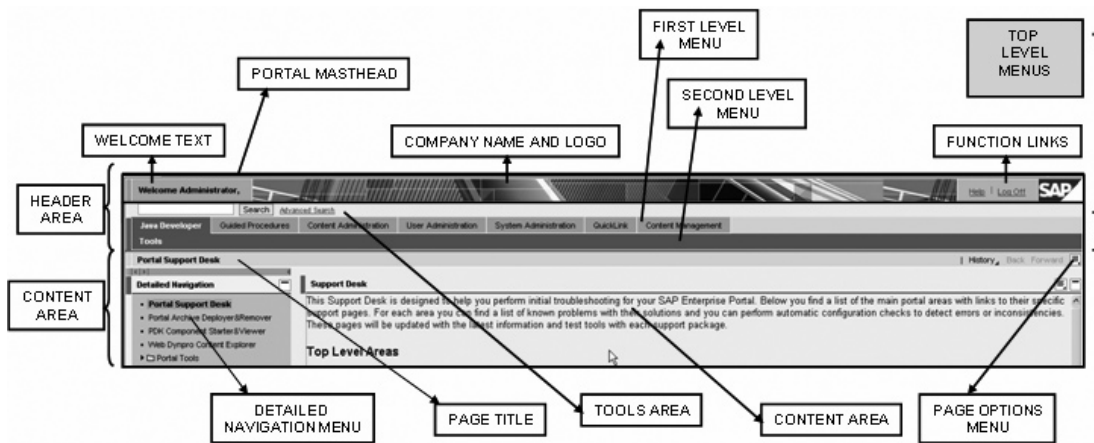 FIRST LEVEL
MENU
TOP
LEVEL
MENUS
PORTAL MASTHEAD
SECOND LEVEL
MENU
WELCOME TEXT
COMPANY NAME AND LOGO
FUNCTION LINKS
HEADER
AREA
Welcome Administrator,
Help | Log Off SAP
Search Advanced Search
Java Developer Guided Procedures Content Administration User Administration System Administration QuickLink Content Management
Tools
Portal Support Desk | History Back Forward
CONTENT
AREA
Detailed Navigation
Support Desk
• Portal Support Desk
• Portal Archive Deployer&Remover
• PDK Component Starter&Viewer
• Web Dynpro Content Explorer
Portal Tools
This Support Desk is designed to help you perform initial troubleshooting for your SAP Enterprise Portal. Below you find a list of the main portal areas with links to their specific
support pages. For each area you can find a list of known problems with their solutions and you can perform automatic configuration checks to detect errors or inconsistencies.
These pages will be updated with the latest information and test tools with each support package.
Top Level Areas
DETAILED
NAVIGATION MENU
PAGE TITLE
TOOLS AREA
CONTENT AREA
PAGE OPTIONS
MENU